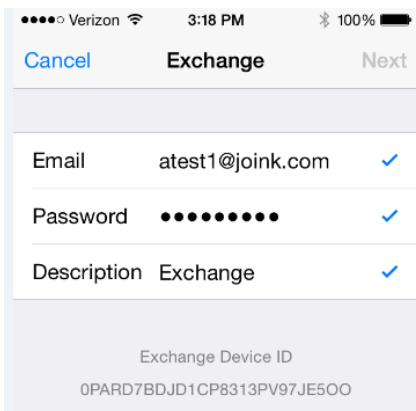 Verizon 3:18 PM 100%
Cancel Exchange Next
Email atest1@joink.com
Password •••••••••
Description Exchange
Exchange Device ID
0PARD7BDJD1CP8313PV97JE5OO